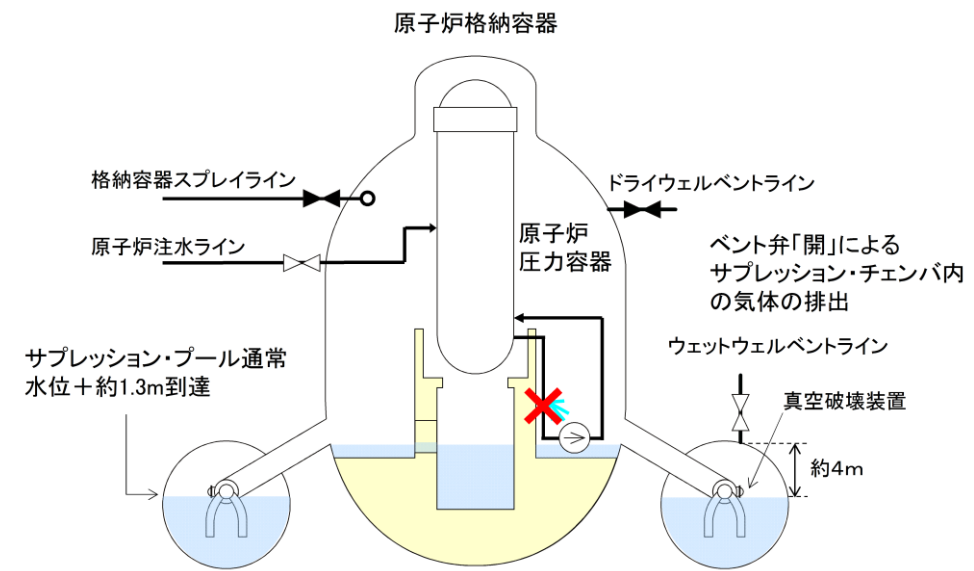 原子炉格納容器
格納容器スプレイライン
ドライウェルベントライン
原子炉注水ライン
原子炉
圧力容器
ベント弁「開」による
サプレッション・チェンバ内
の気体の排出
サプレッション・プール通常
水位＋約1.3m到達
ウェットウェルベントライン
真空破壊装置
約4m